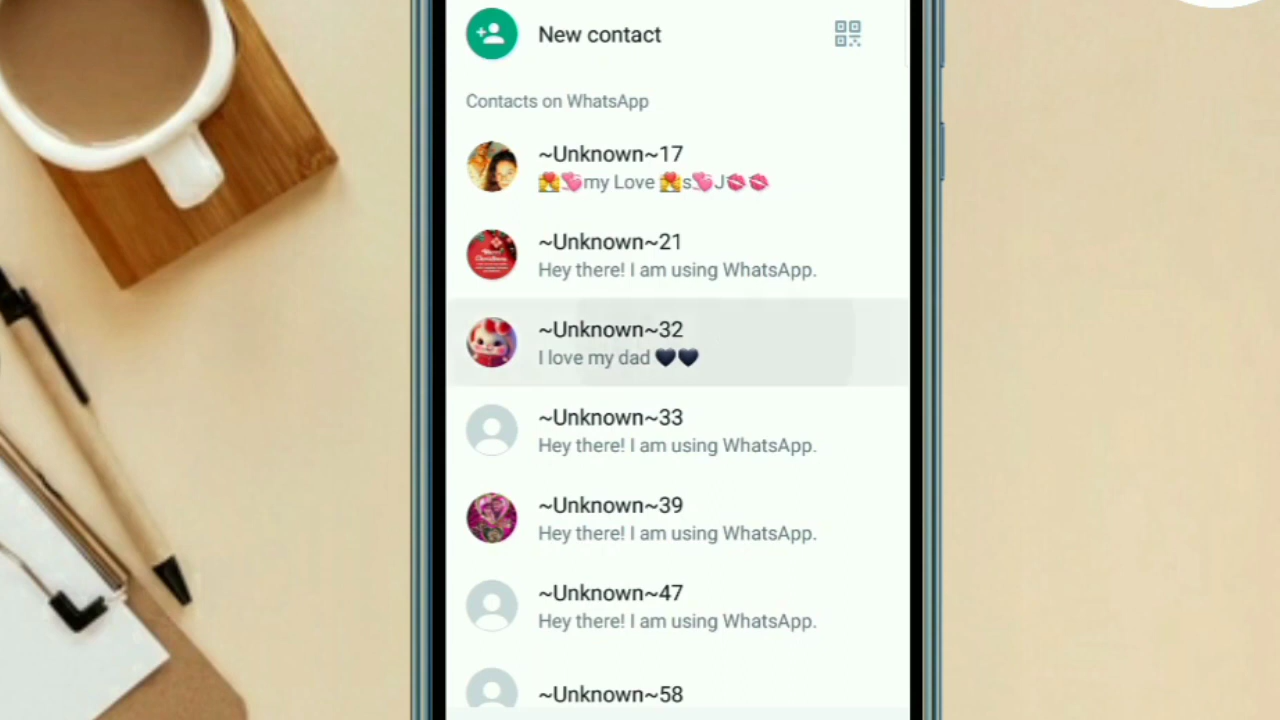 New contact
Contacts on WhatsApp
~Unknown~17
💏💞my Love 💏s💞J💋💋
~Unknown~21
Hey there! I am using WhatsApp.
~Unknown~32
I love my dad 🖤🖤
~Unknown~33
Hey there! I am using WhatsApp.
~Unknown~39
Hey there! I am using WhatsApp.
~Unknown~47
Hey there! I am using WhatsApp.
~Unknown~58